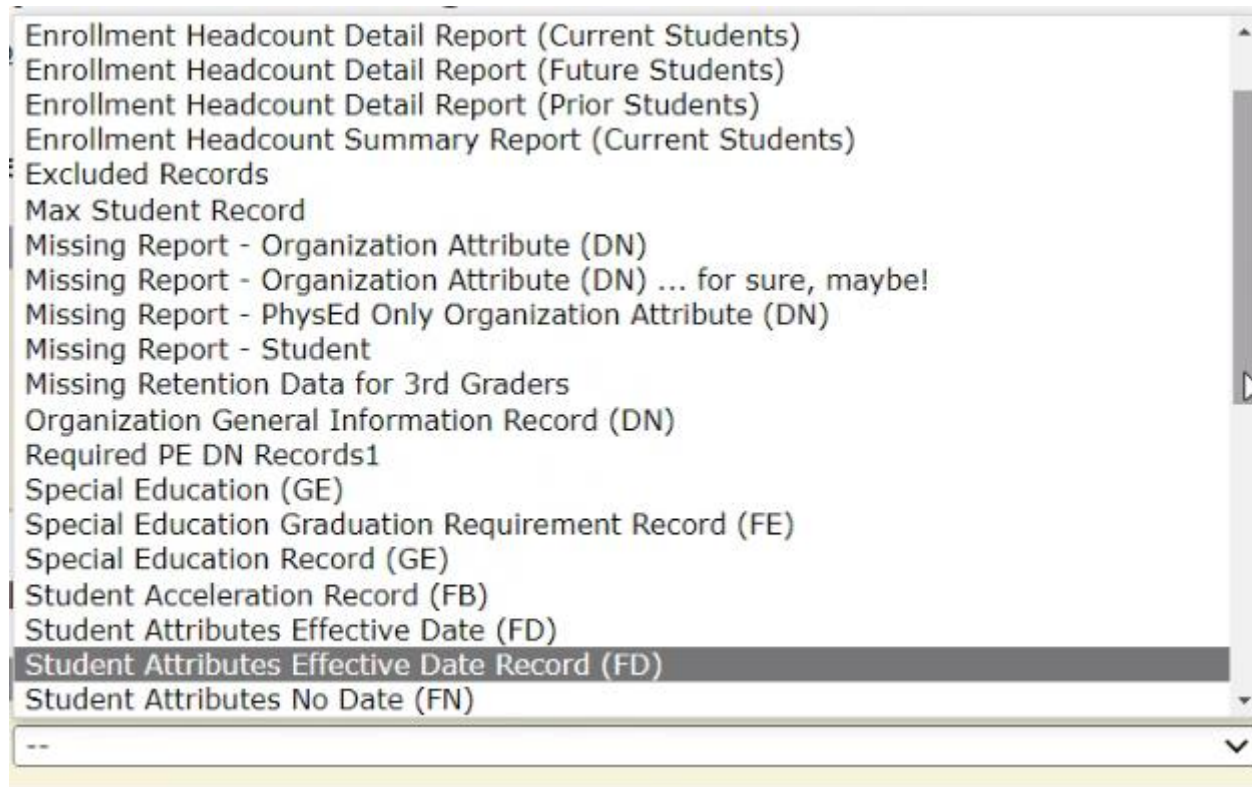 Enrollment Headcount Detail Report (Current Students)
Enrollment Headcount Detail Report (Future Students)
Enrollment Headcount Detail Report (Prior Students)
Enrollment Headcount Summary Report (Current Students)
Excluded Records
Max Student Record
Missing Report - Organization Attribute (DN)
Missing Report - Organization Attribute (DN) ... for sure, maybe!
Missing Report - PhysEd Only Organization Attribute (DN)
Missing Report - Student
Missing Retention Data for 3rd Graders
Organization General Information Record (DN)
Required PE DN Records1
Special Education (GE)
Special Education Graduation Requirement Record (FE)
Special Education Record (GE)
Student Acceleration Record (FB)
Student Attributes Effective Date (FD)
Student Attributes Effective Date Record (FD)
Student Attributes No Date (FN)
--